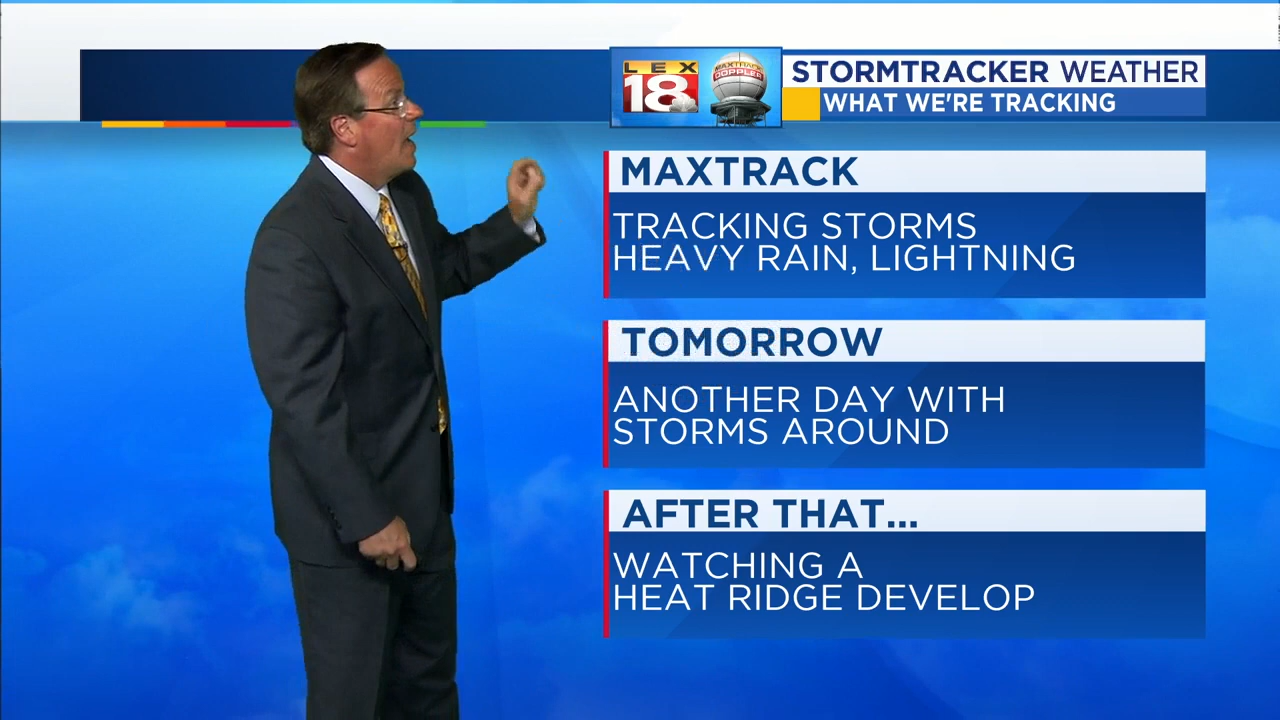 LEX
18
MAXTRACK
DOPPLER
STORMTRACKER WEATHER
WHAT WE'RE TRACKING
MAXTRACK
TRACKING STORMS
HEAVY RAIN, LIGHTNING
TOMORROW
ANOTHER DAY WITH
STORMS AROUND
AFTER THAT...
WATCHING A
HEAT RIDGE DEVELOP